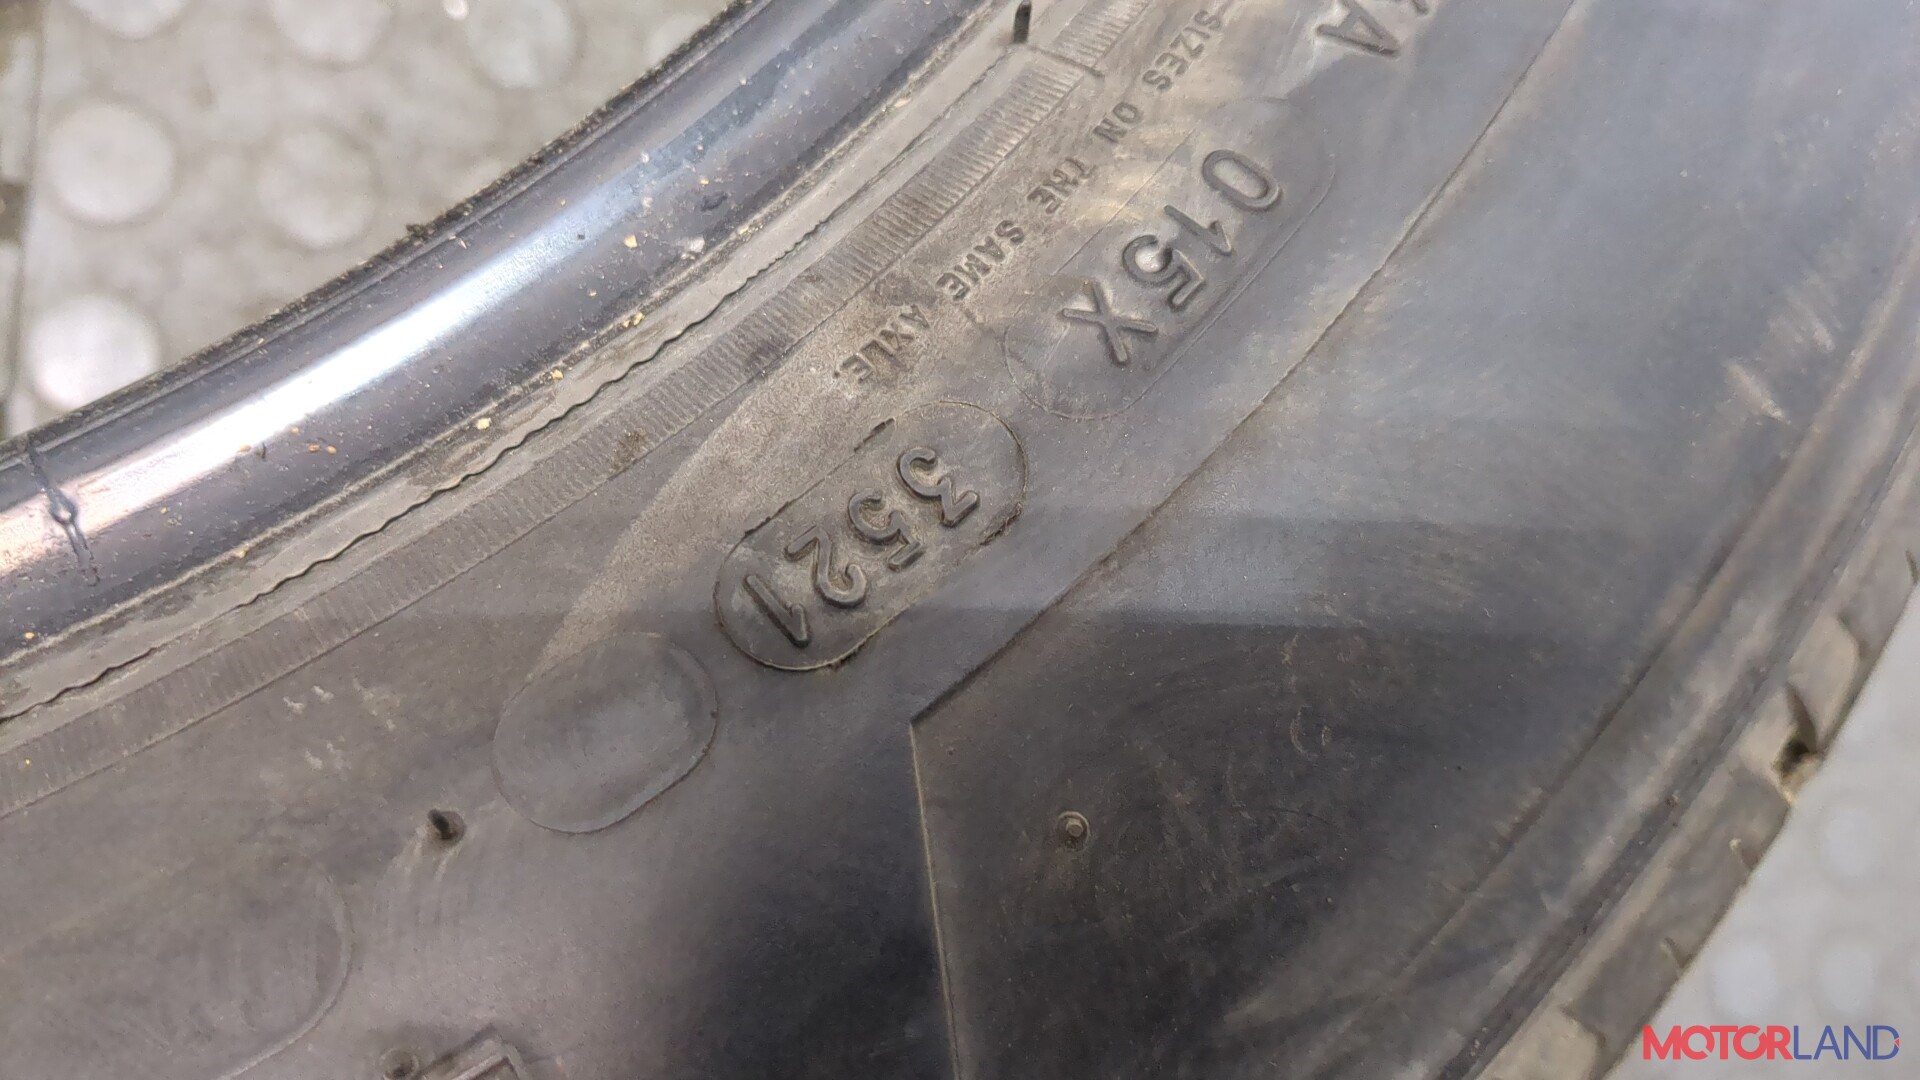 SIZES ON THE SAME AXLE.
015X
3521
MOTORLAND